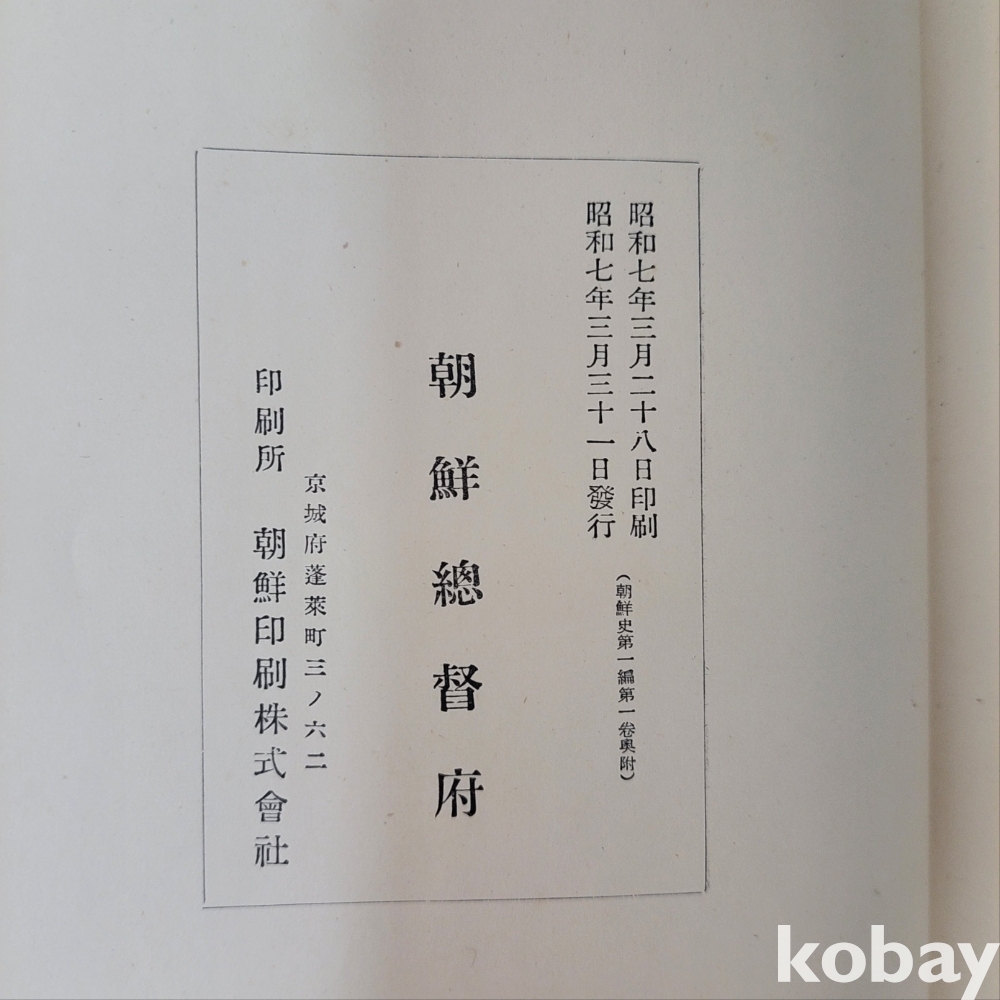 昭和七年三月二十八日印刷
昭和七年三月三十一日發行
(朝鮮史第一編第一卷奧附)
朝鮮總督府
京城府蓬萊町三ノ六二
印刷所 朝鮮印刷株式會社
kobay